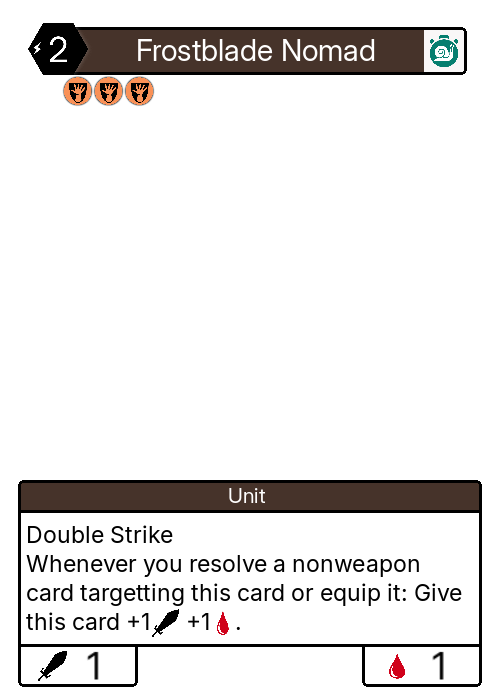 2 Frostblade Nomad
Unit
Double Strike
Whenever you resolve a nonweapon
card targetting this card or equip it: Give
this card +1 +1.
1 1